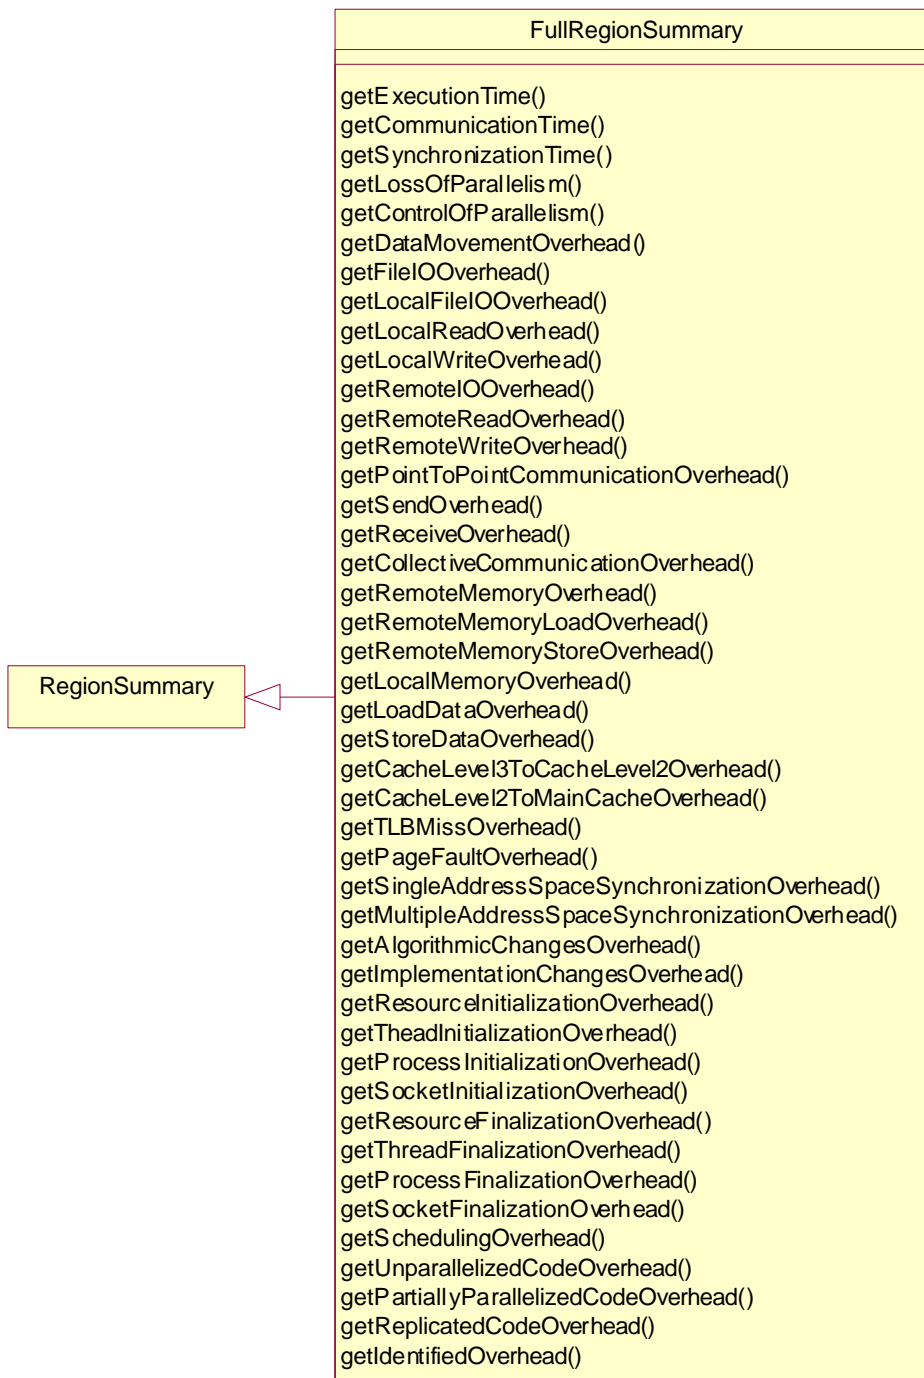 FullRegionSummary
getExecutionTime()
getCommunicationTime()
getSynchronizationTime()
getLossOfParallelism()
getControlOfParallelism()
getDataMovementOverhead()
getFileIOOverhead()
getLocalFileIOOverhead()
getLocalReadOverhead()
getLocalWriteOverhead()
getRemoteIOOverhead()
getRemoteReadOverhead()
getRemoteWriteOverhead()
getPointToPointCommunicationOverhead()
getSendOverhead()
getReceiveOverhead()
getCollectiveCommunicationOverhead()
getRemoteMemoryOverhead()
getRemoteMemoryLoadOverhead()
getRemoteMemoryStoreOverhead()
RegionSummary
getLocalMemoryOverhead()
getLoadDataOverhead()
getStoreDataOverhead()
getCacheLevel3ToCacheLevel2Overhead()
getCacheLevel2ToMainCacheOverhead()
getTLBMissOverhead()
getPageFaultOverhead()
getSingleAddressSpaceSynchronizationOverhead()
getMultipleAddressSpaceSynchronizationOverhead()
getAlgorithmicChangesOverhead()
getImplementationChangesOverhead()
getResourceInitializationOverhead()
getTheadInitializationOverhead()
getProcessInitializationOverhead()
getSocketInitializationOverhead()
getResourceFinalizationOverhead()
getThreadFinalizationOverhead()
getProcessFinalizationOverhead()
getSocketFinalizationOverhead()
getSchedulingOverhead()
getUnparallelizedCodeOverhead()
getPartiallyParallelizedCodeOverhead()
getReplicatedCodeOverhead()
getIdentifiedOverhead()